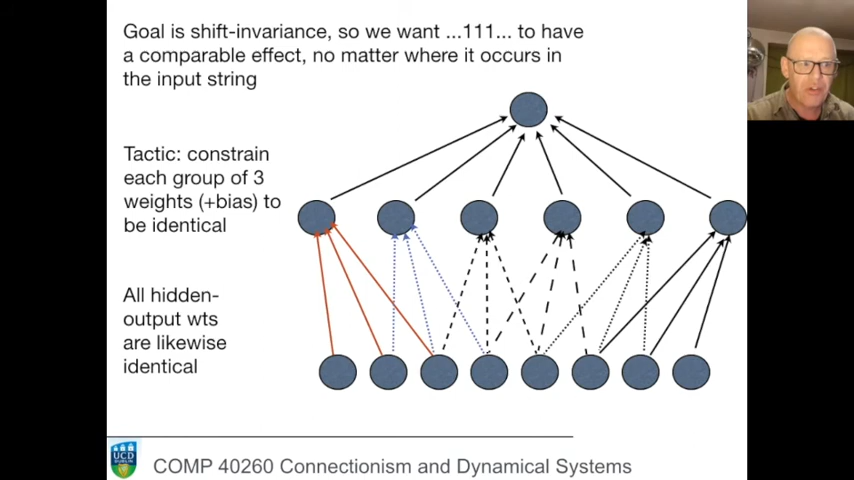 Goal is shift-invariance, so we want ...111... to have
a comparable effect, no matter where it occurs in
the input string
Tactic: constrain
each group of 3
weights (+bias) to
be identical
All hidden-
output wts
are likewise
identical
UCD
DUBLIN
COMP 40260 Connectionism and Dynamical Systems